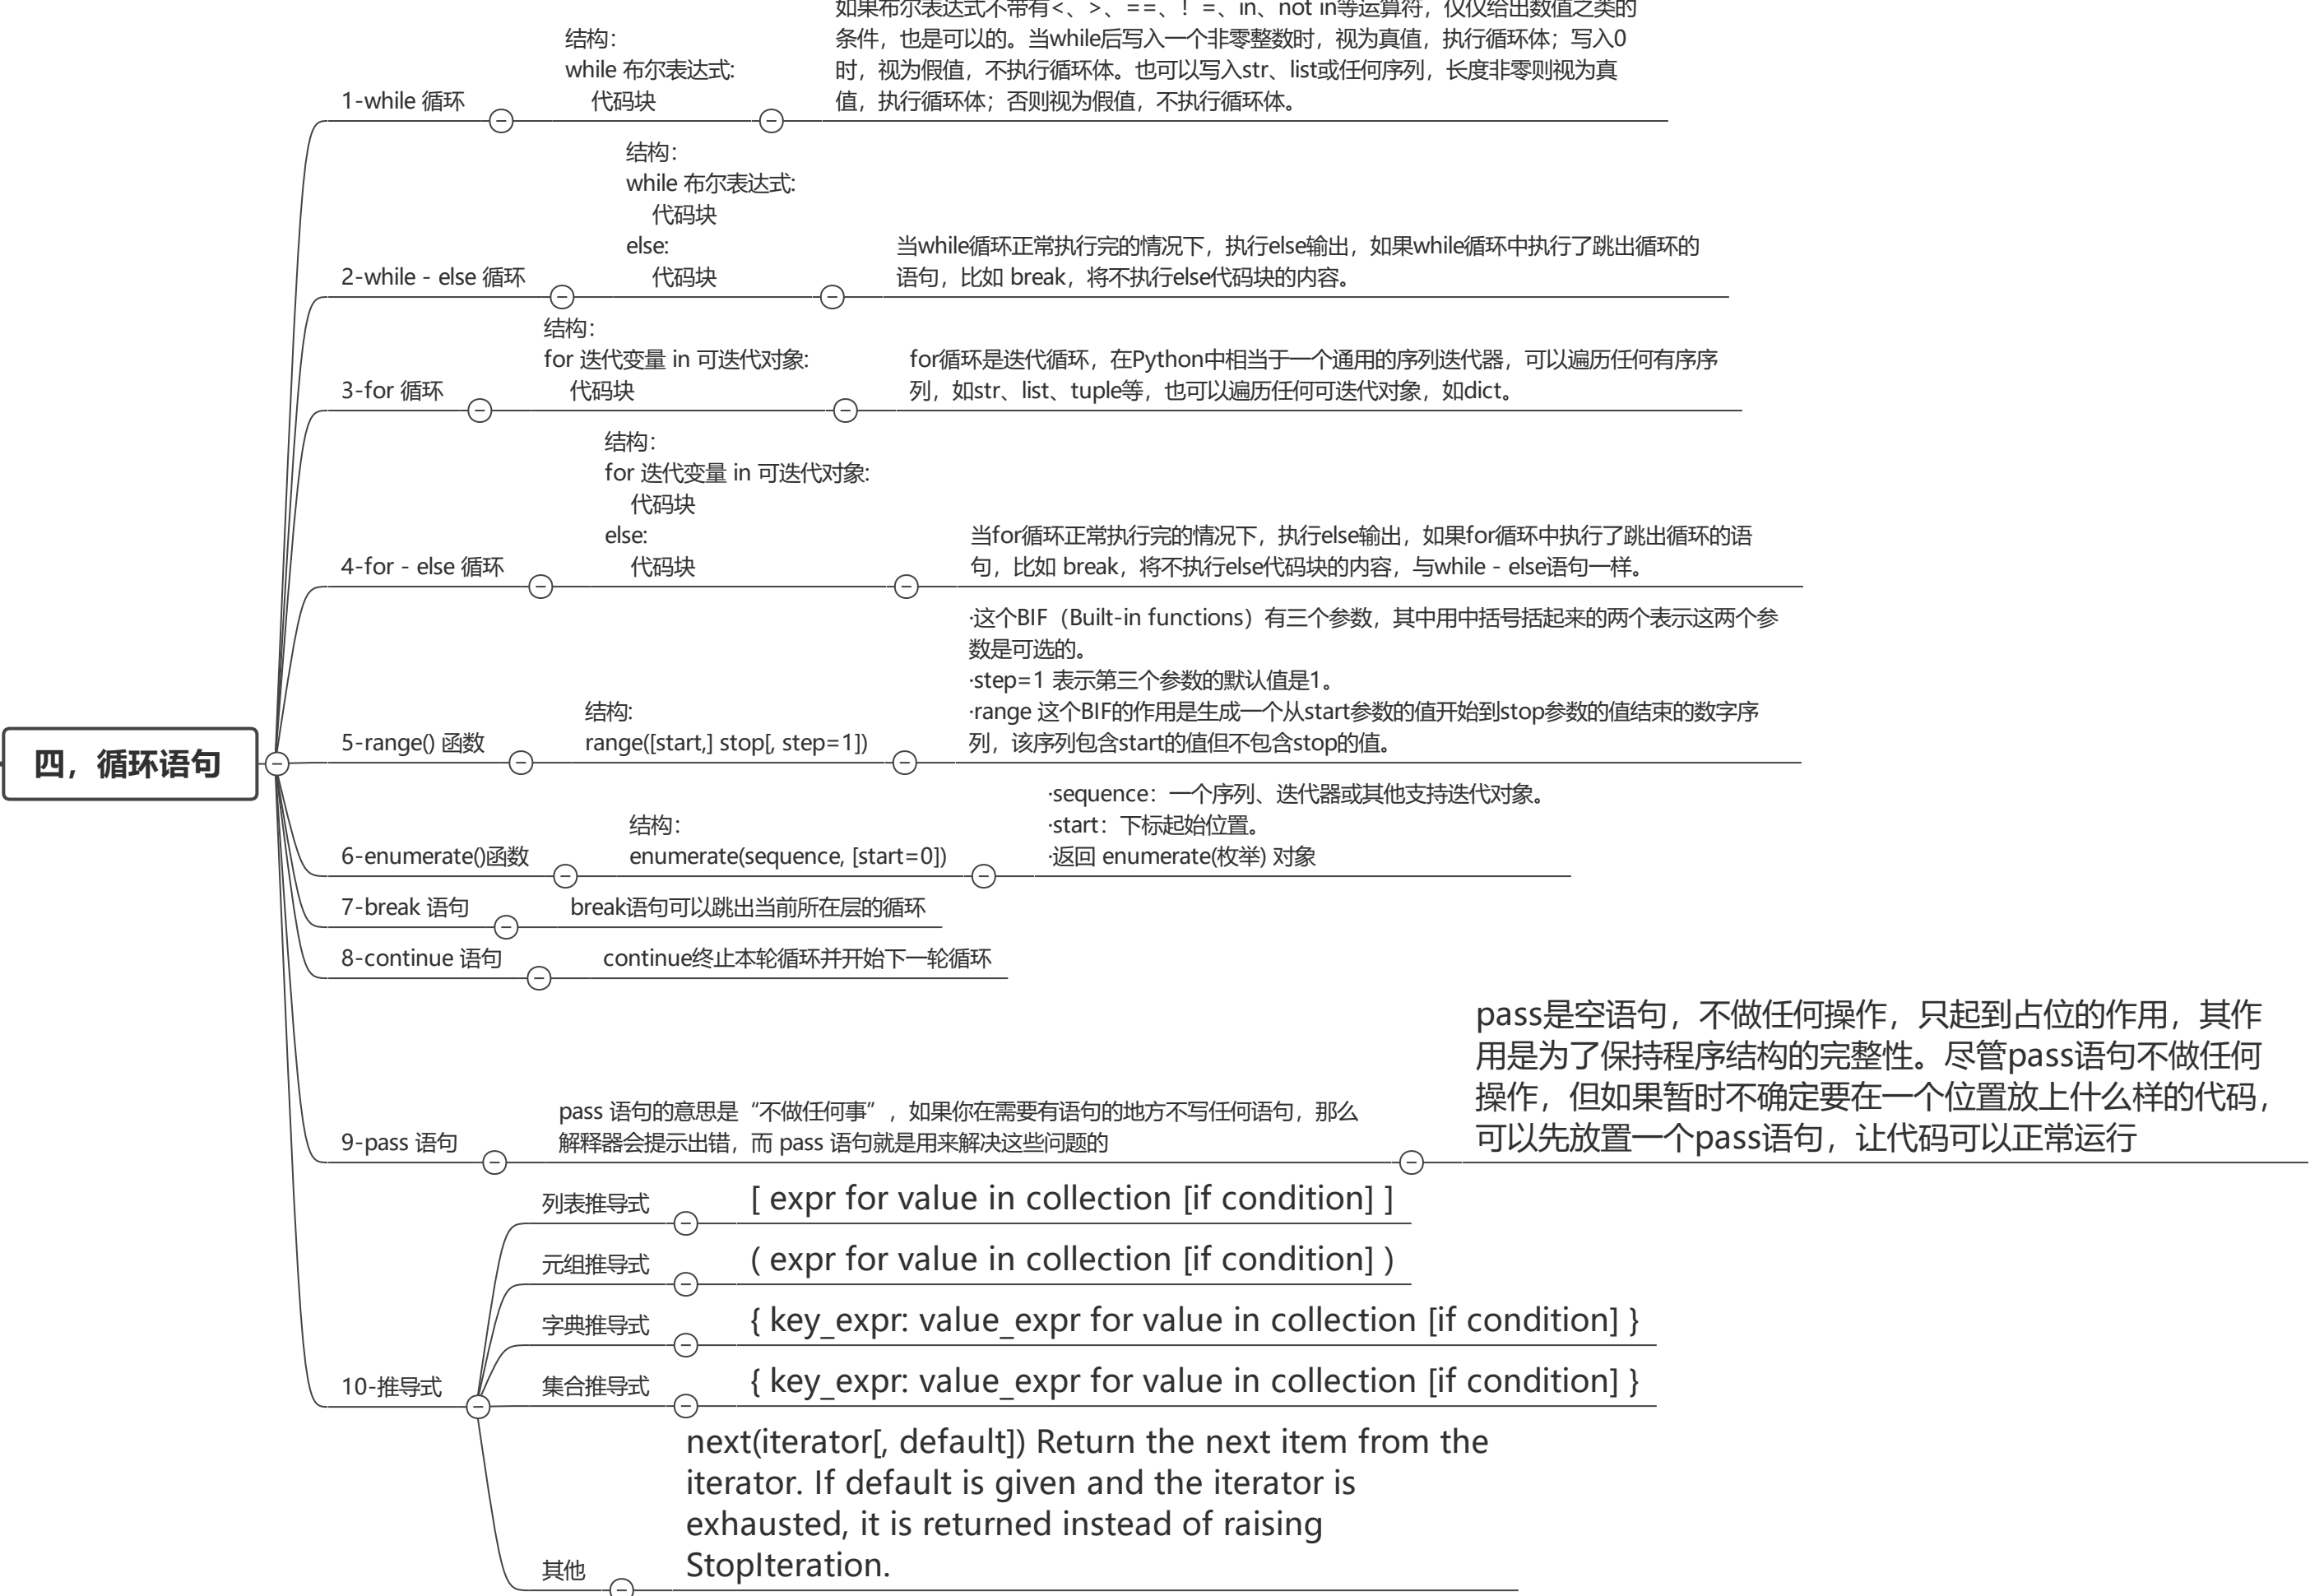 四，循环语句
1-while 循环
结构：
while 布尔表达式:
代码块
如果布尔表达式不带有<、>、==、！=、in、not in等运算符，仅仅给出数值之类的
条件，也是可以的。当while后写入一个非零整数时，视为真值，执行循环体；写入0
时，视为假值，不执行循环体。也可以写入str、list或任何序列，长度非零则视为真
值，执行循环体；否则视为假值，不执行循环体。
2-while - else 循环
结构：
while 布尔表达式:
代码块
else:
代码块
当while循环正常执行完的情况下，执行else输出，如果while循环中执行了跳出循环的
语句，比如 break，将不执行else代码块的内容。
3-for 循环
结构：
for 迭代变量 in 可迭代对象:
代码块
for循环是迭代循环，在Python中相当于一个通用的序列迭代器，可以遍历任何有序序
列，如str、list、tuple等，也可以遍历任何可迭代对象，如dict。
4-for - else 循环
结构：
for 迭代变量 in 可迭代对象:
代码块
else:
代码块
当for循环正常执行完的情况下，执行else输出，如果for循环中执行了跳出循环的语
句，比如 break，将不执行else代码块的内容，与while - else语句一样。
5-range() 函数
结构:
range([start,] stop[, step=1])
·这个BIF（Built-in functions）有三个参数，其中用中括号括起来的两个表示这两个参
数是可选的。
·step=1 表示第三个参数的默认值是1。
·range 这个BIF的作用是生成一个从start参数的值开始到stop参数的值结束的数字序
列，该序列包含start的值但不包含stop的值。
6-enumerate()函数
结构：
enumerate(sequence, [start=0])
·sequence：一个序列、迭代器或其他支持迭代对象。
·start：下标起始位置。
·返回 enumerate(枚举) 对象
7-break 语句
break语句可以跳出当前所在层的循环
8-continue 语句
continue终止本轮循环并开始下一轮循环
9-pass 语句
pass 语句的意思是“不做任何事”，如果你在需要有语句的地方不写任何语句，那么
解释器会提示出错，而 pass 语句就是用来解决这些问题的
pass是空语句，不做任何操作，只起到占位的作用，其作
用是为了保持程序结构的完整性。尽管pass语句不做任何
操作，但如果暂时不确定要在一个位置放上什么样的代码，
可以先放置一个pass语句，让代码可以正常运行
10-推导式
列表推导式
[ expr for value in collection [if condition] ]
元组推导式
( expr for value in collection [if condition] )
字典推导式
{ key_expr: value_expr for value in collection [if condition] }
集合推导式
{ key_expr: value_expr for value in collection [if condition] }
其他
next(iterator[, default]) Return the next item from the
iterator. If default is given and the iterator is
exhausted, it is returned instead of raising
StopIteration.